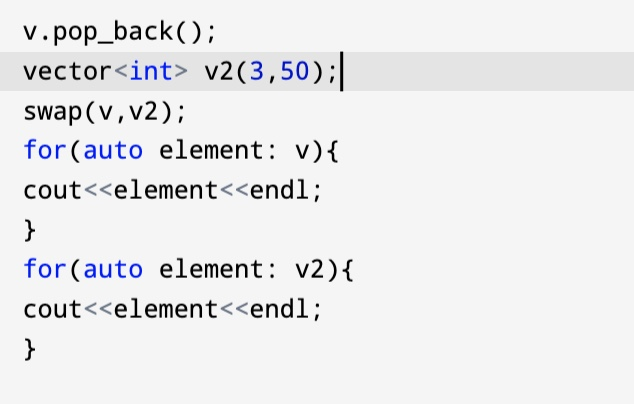 v.pop_back();
vector<int> v2(3,50);
swap(v,v2);
for(auto element: v){
cout<<element<<endl;
}
for(auto element: v2){
cout<<element<<endl;
}